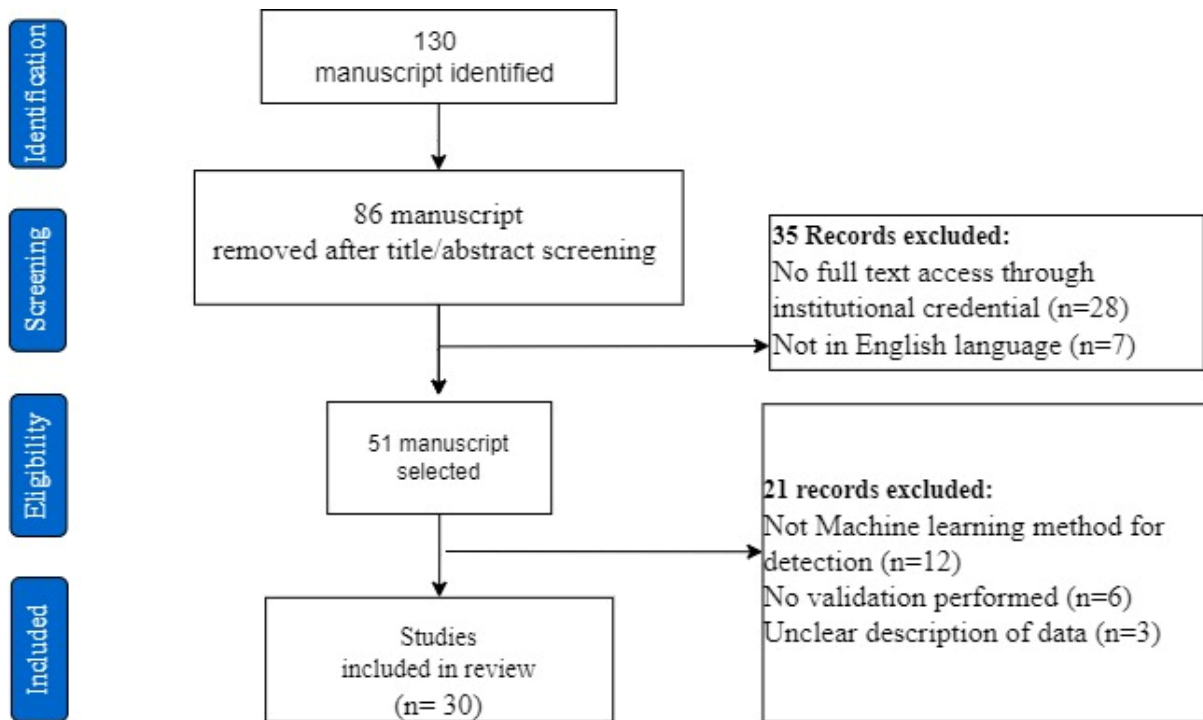 Identification
130
manuscript identified
Screening
86 manuscript
removed after title/abstract screening
35 Records excluded:
No full text access through
institutional credential (n=28)
Not in English language (n=7)
Eligibility
51 manuscript
selected
21 records excluded:
Not Machine learning method for
detection (n=12)
No validation performed (n=6)
Unclear description of data (n=3)
Included
Studies
included in review
(n= 30)